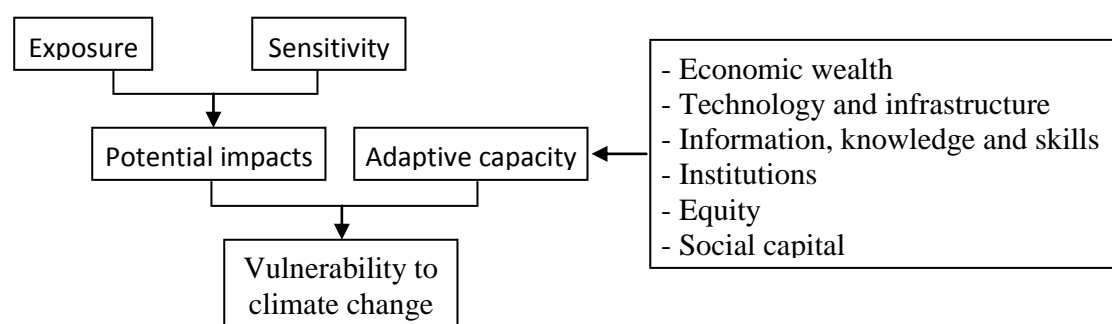 Exposure
Sensitivity
Potential impacts
Adaptive capacity
Vulnerability to
climate change
- Economic wealth
- Technology and infrastructure
- Information, knowledge and skills
- Institutions
- Equity
- Social capital